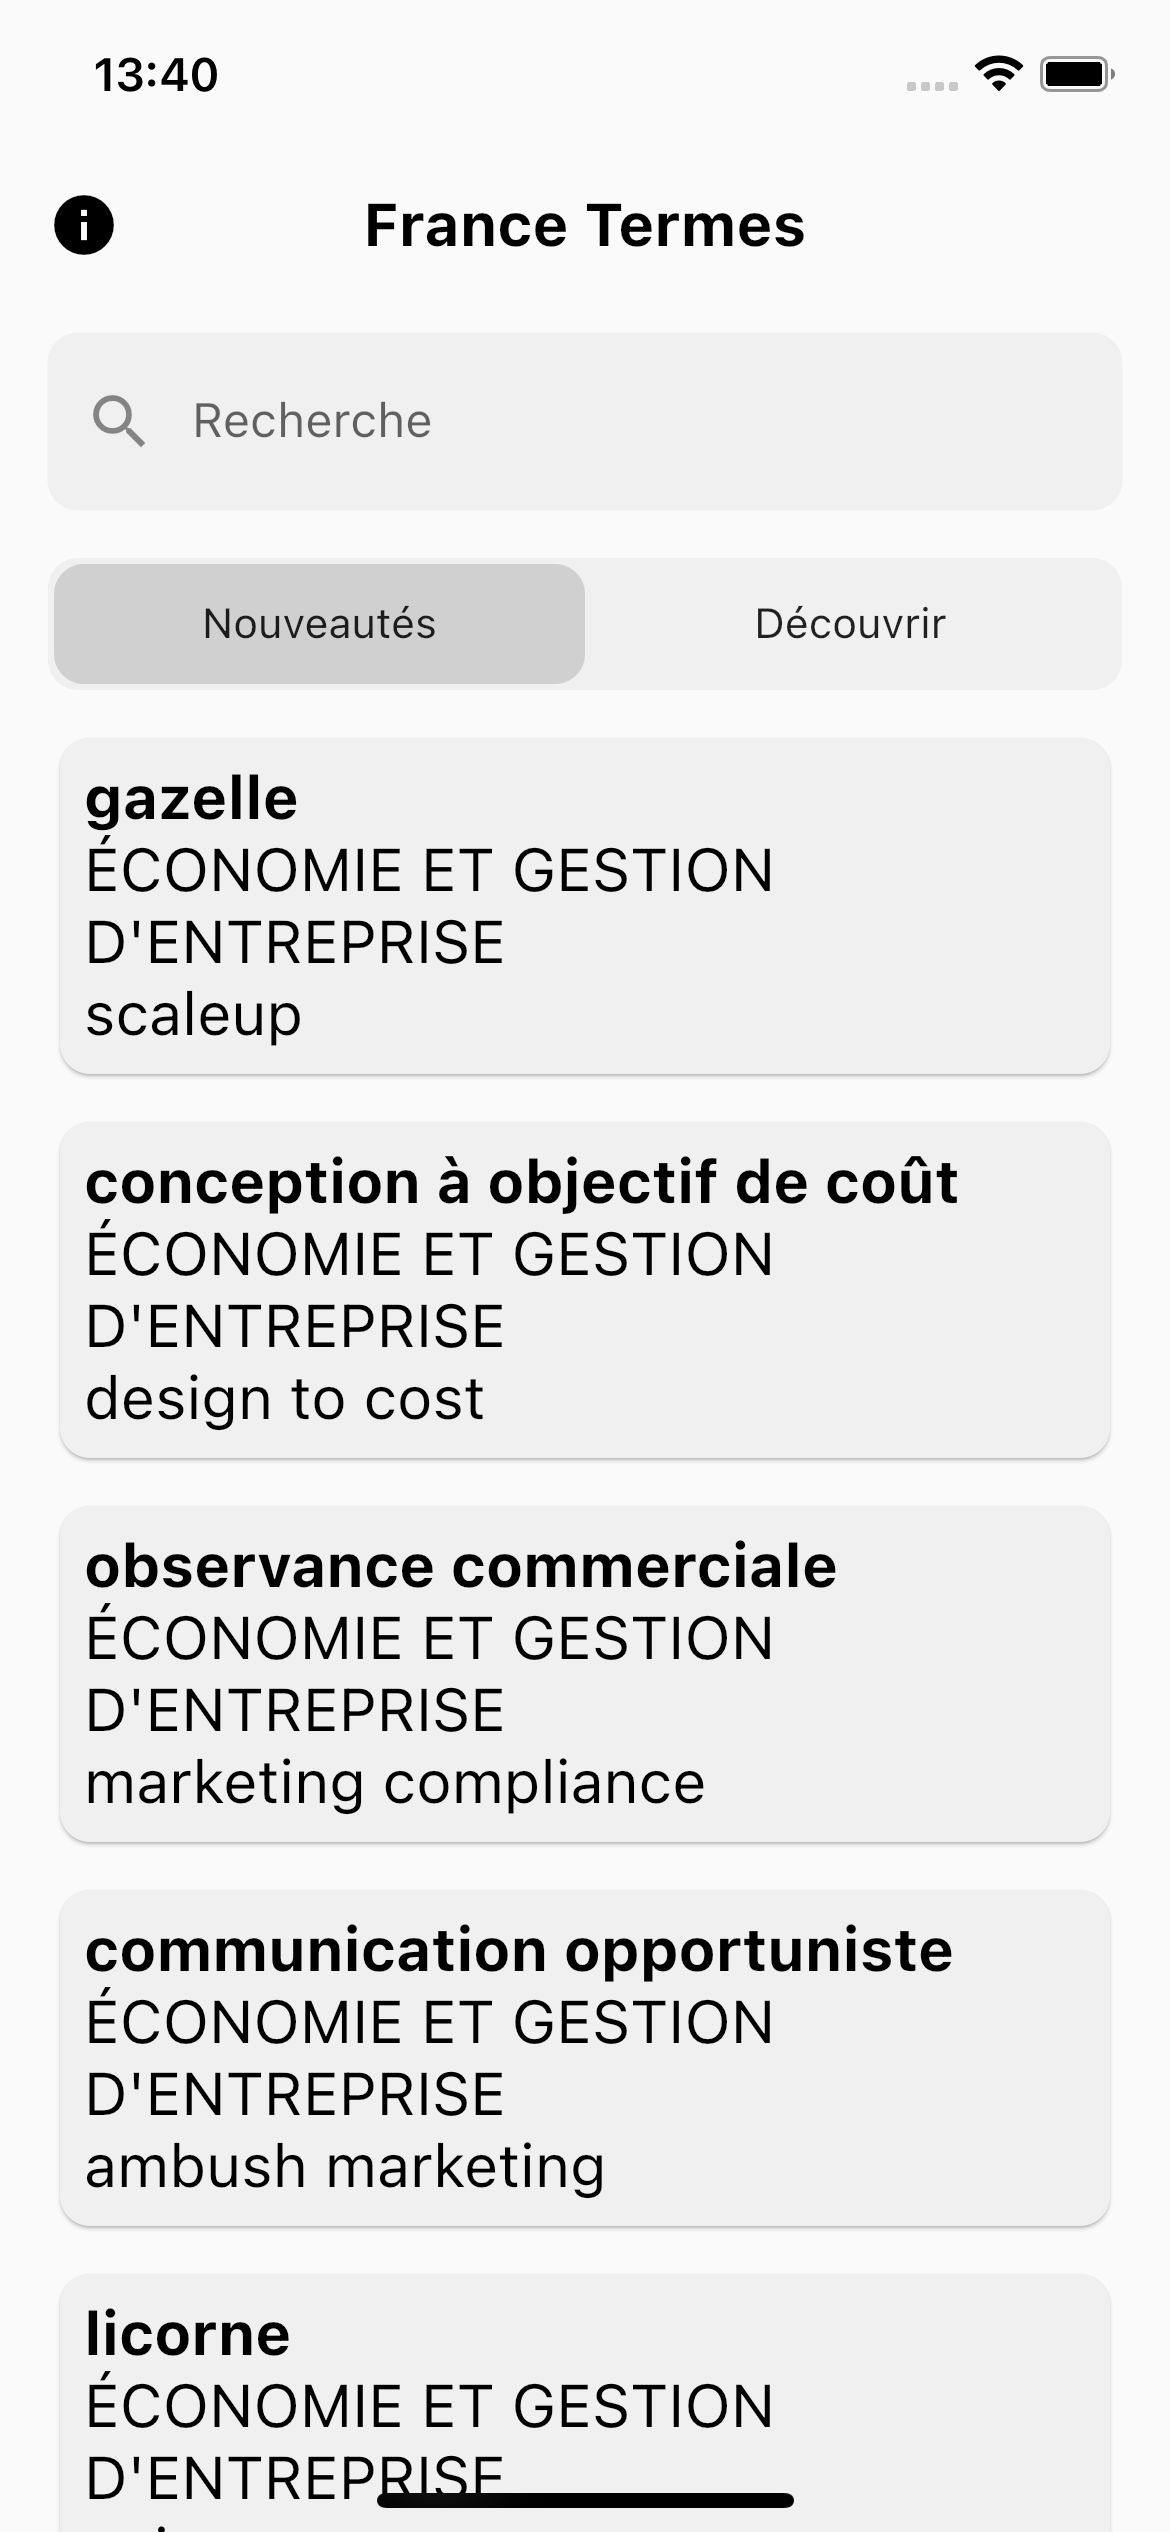 13:40
France Termes
Recherche
Nouveautés
Découvrir
gazelle
ÉCONOMIE ET GESTION
D'ENTREPRISE
scaleup
conception à objectif de coût
ÉCONOMIE ET GESTION
D'ENTREPRISE
design to cost
observance commerciale
ÉCONOMIE ET GESTION
D'ENTREPRISE
marketing compliance
communication opportuniste
ÉCONOMIE ET GESTION
D'ENTREPRISE
ambush marketing
licorne
ÉCONOMIE ET GESTION
D'ENTREPRISE